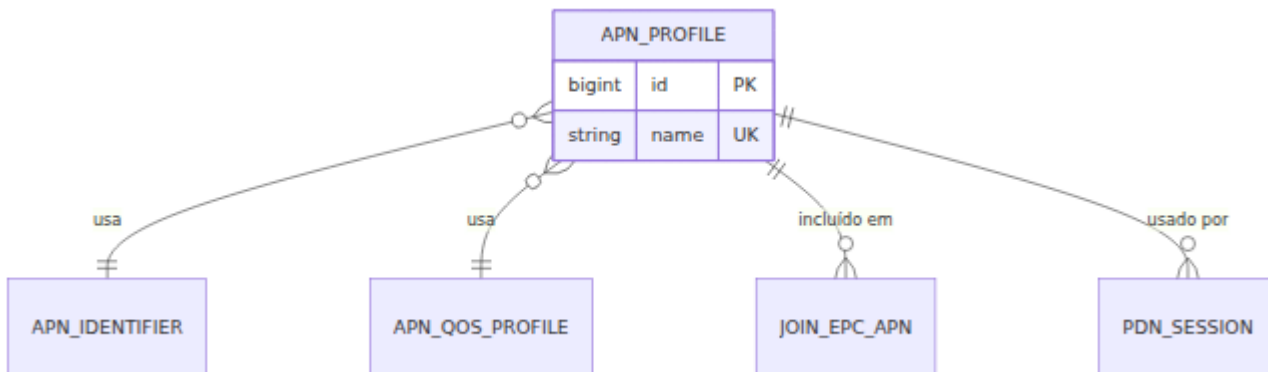 APN_PROFILE
bigint id PK
string name UK
usa
usa
incluído em
usado por
APN_IDENTIFIER
APN_QOS_PROFILE
JOIN_EPC_APN
PDN_SESSION